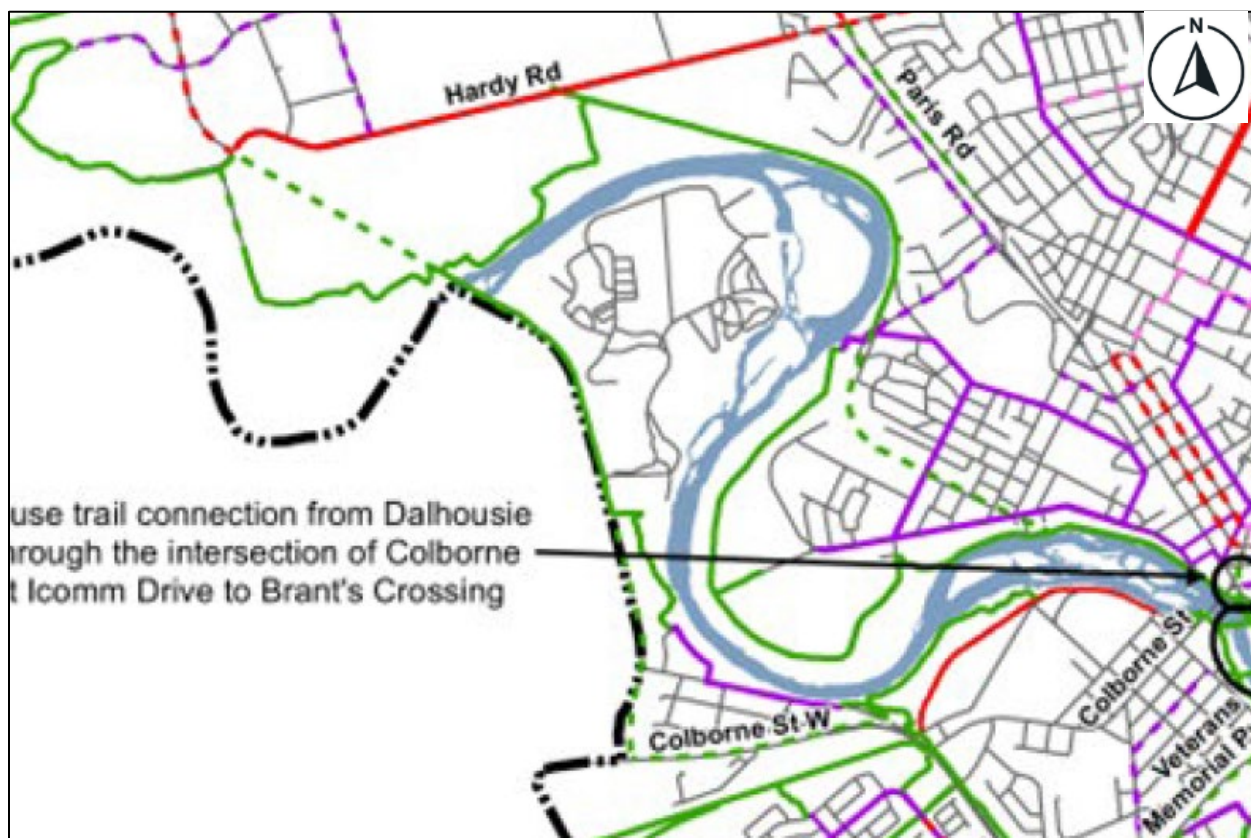 N
Hardy Rd
Paris Rd
use trail connection from Dalhousie
hrough the intersection of Colborne
t Icomm Drive to Brant's Crossing
Colborne St
Colborne St W
Veterans
Memorial P